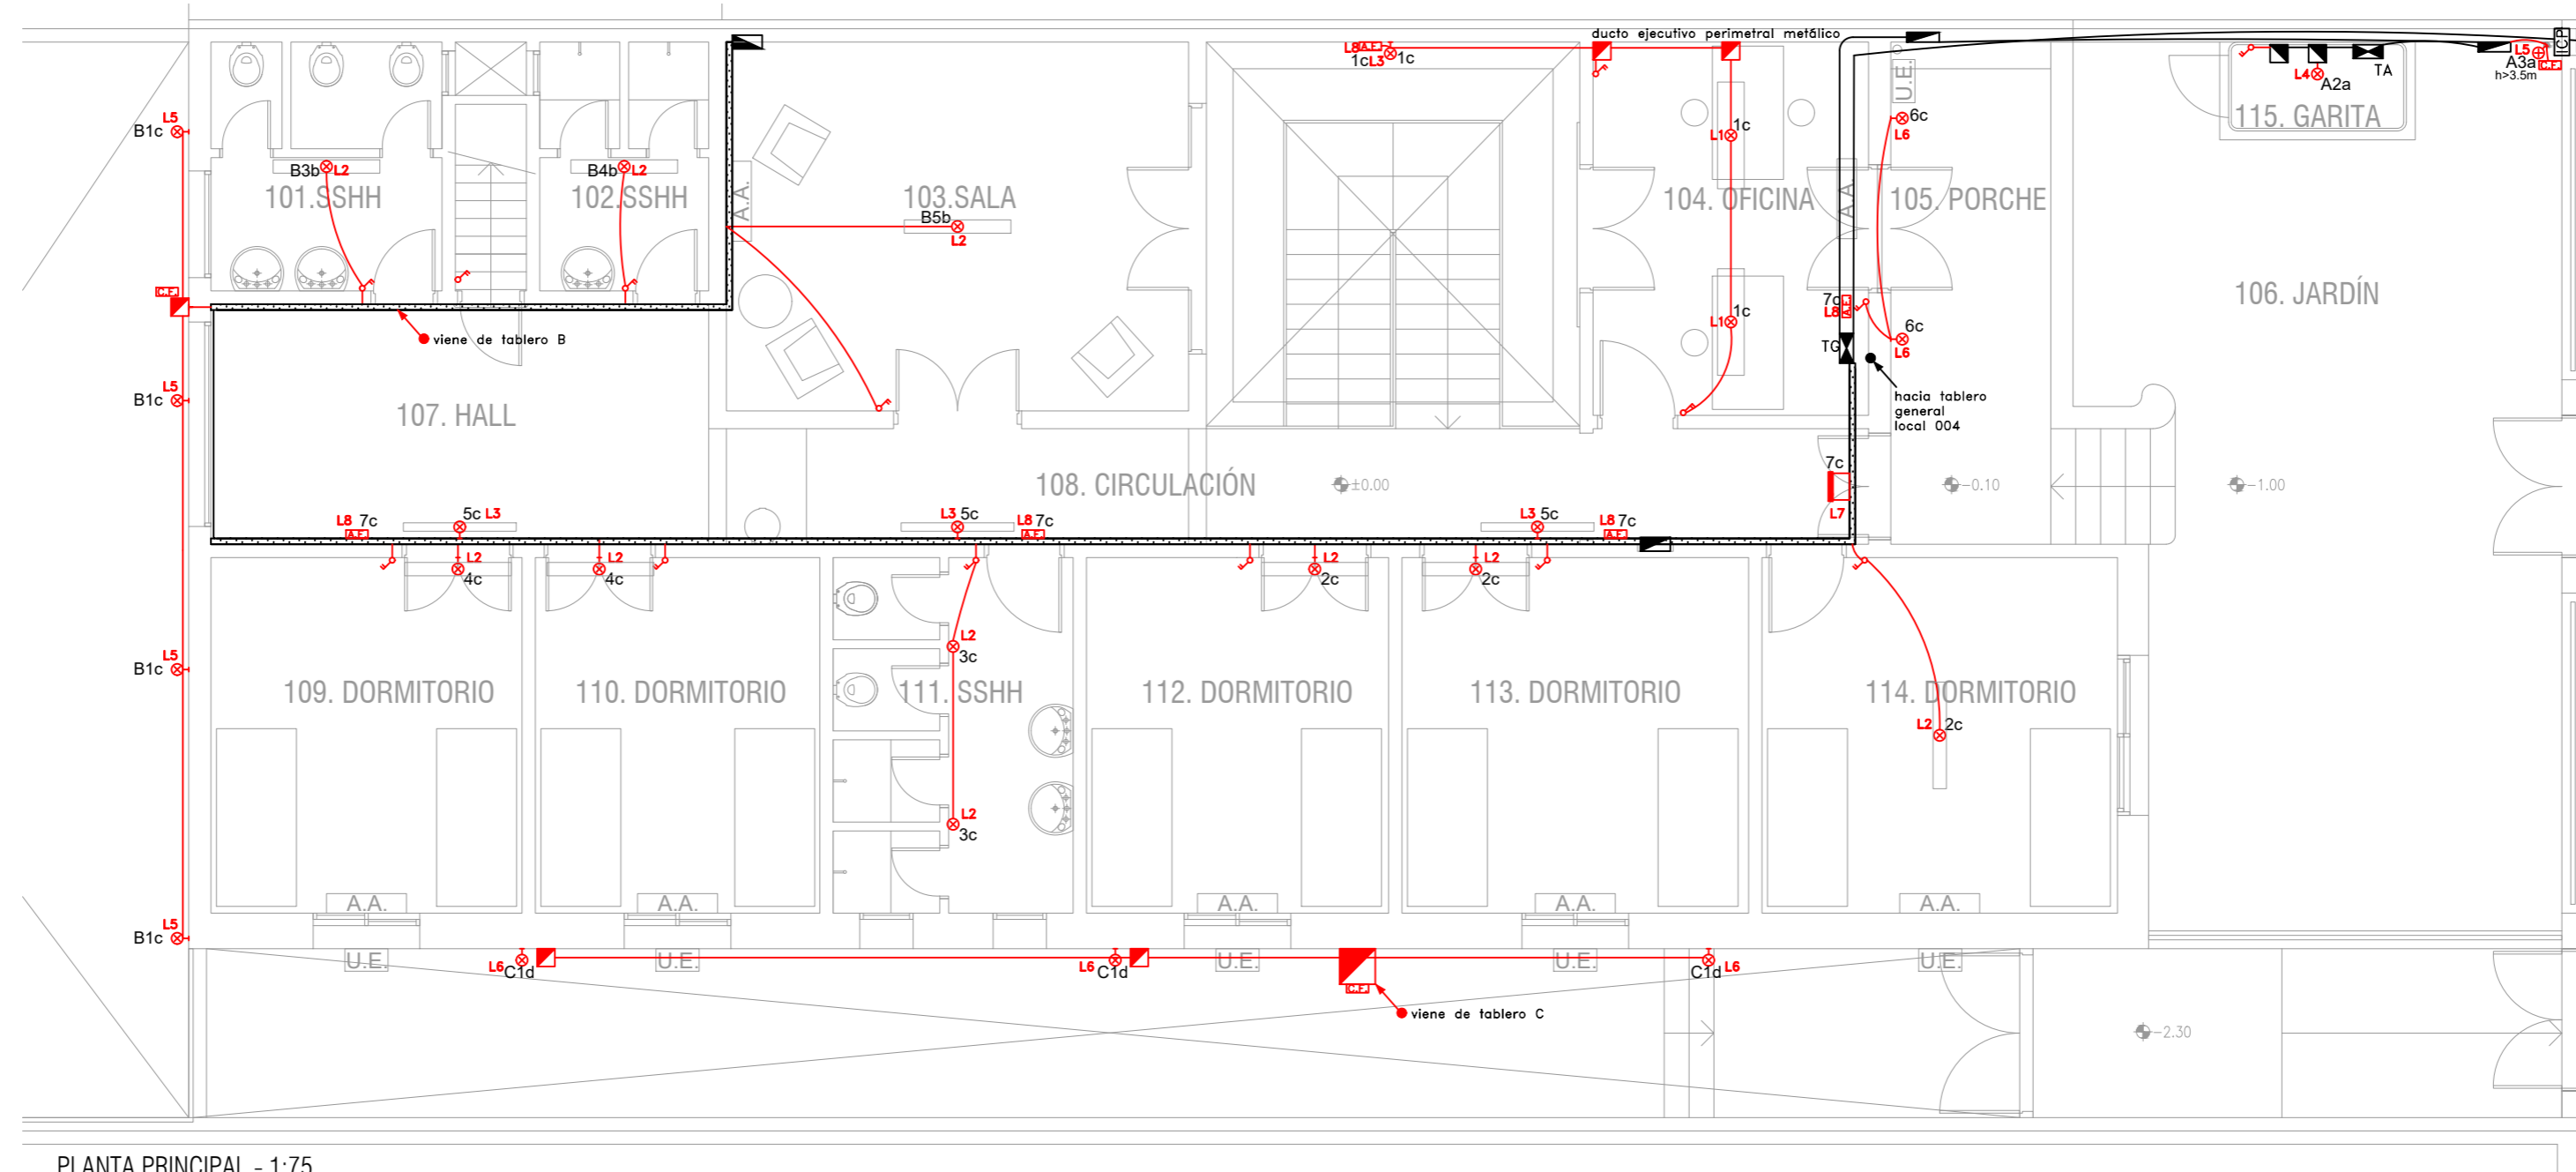 ducto ejecutivo perimetral metálico
L8 A.E.
1c L3
1c
ICP
L5
A3a
h>3.5m
C.F.
TA
L4
A2a
115. GARITA
U.E.
6c
L6
L5
B1c
B3b
L2
101.SSHH
B4b
L2
102.SSHH
A.A.
103.SALA
B5b
L2
1c
L1
104. OFICINA
A.A.
105. PORCHE
106. JARDÍN
C.F.
viene de tablero B
1c
L1
7c
L8
A.E.
TG
6c
L6
hacia tablero
general
local 004
L5
B1c
107. HALL
108. CIRCULACIÓN
±0.00
7c
L7
-0.10
-1.00
L8 7c
A.E.
5c L3
L3 5c
L8 7c
A.E.
L3 5c
L8 7c
A.E.
L2
4c
L2
4c
L2
2c
L2
2c
L2
3c
L5
B1c
109. DORMITORIO
110. DORMITORIO
111. SSHH
112. DORMITORIO
113. DORMITORIO
114. DORMITORIO
L2 2c
L2
3c
A.A.
A.A.
A.A.
A.A.
A.A.
L5
B1c
U.E.
L6 C1d
U.E.
L6 C1d
U.E.
C.F.
U.E.
C1d L6
U.E.
viene de tablero C
-2.30
PLANTA PRINCIPAL - 1:75